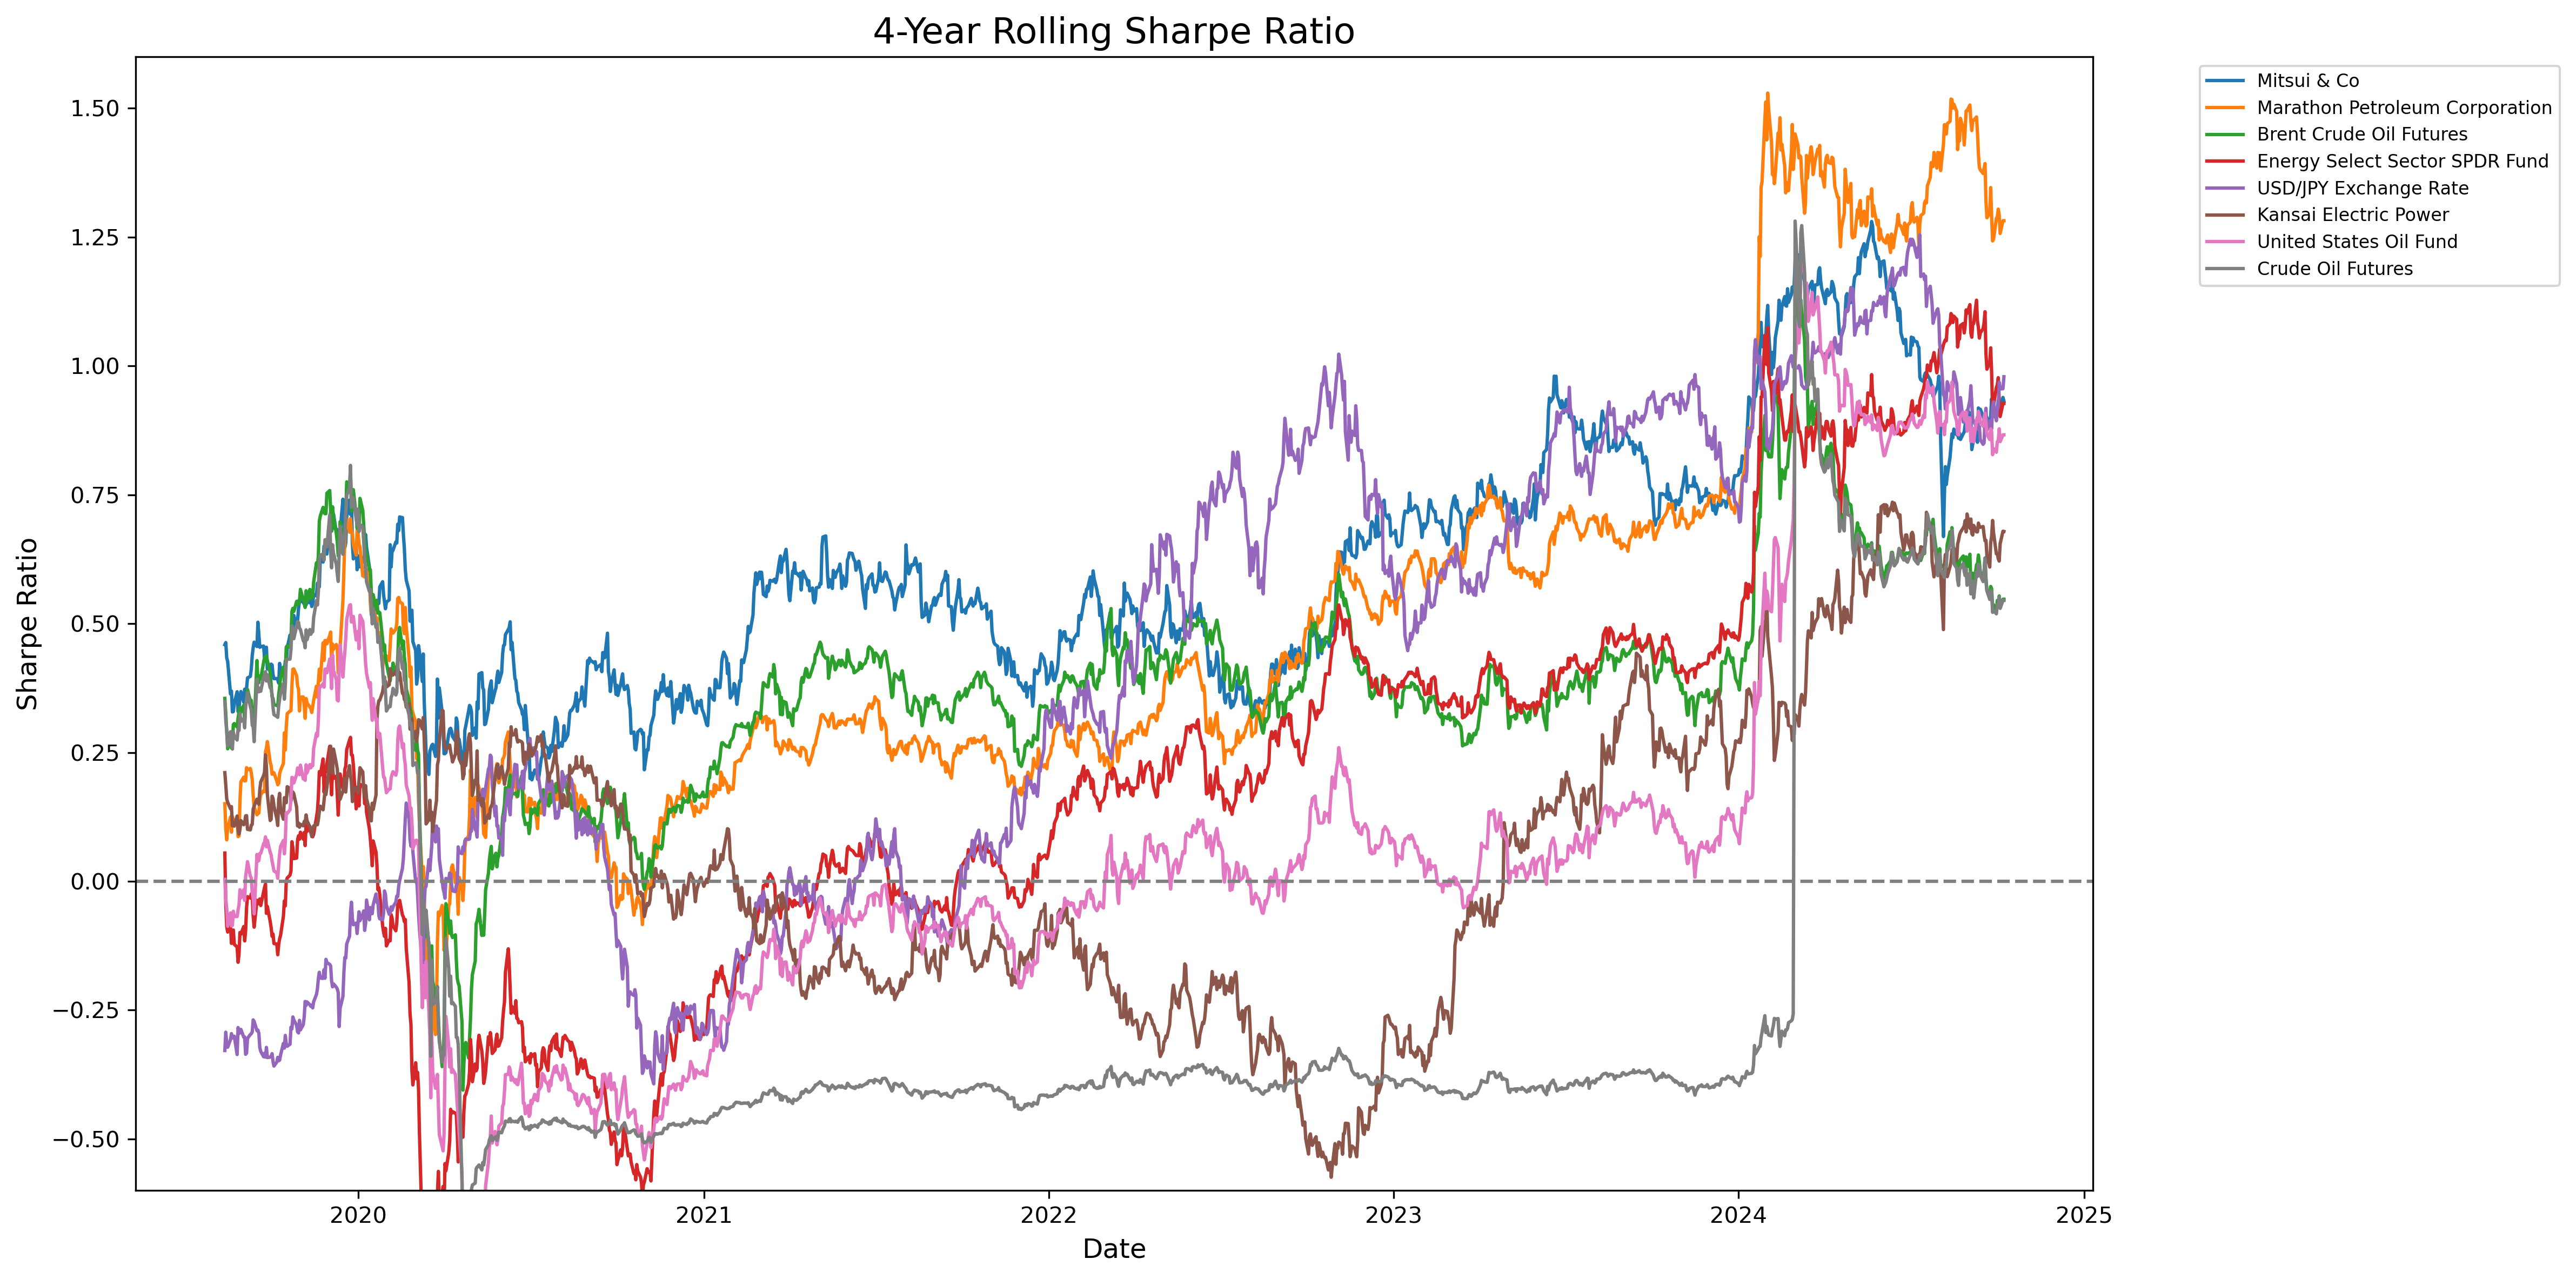 4-Year Rolling Sharpe Ratio
Mitsui & Co
Marathon Petroleum Corporation
Brent Crude Oil Futures
Energy Select Sector SPDR Fund
USD/JPY Exchange Rate
Kansai Electric Power
United States Oil Fund
Crude Oil Futures
Sharpe Ratio
1.50
1.25
1.00
0.75
0.50
0.25
0.00
−0.25
−0.50
2020
2021
2022
2023
2024
2025
Date